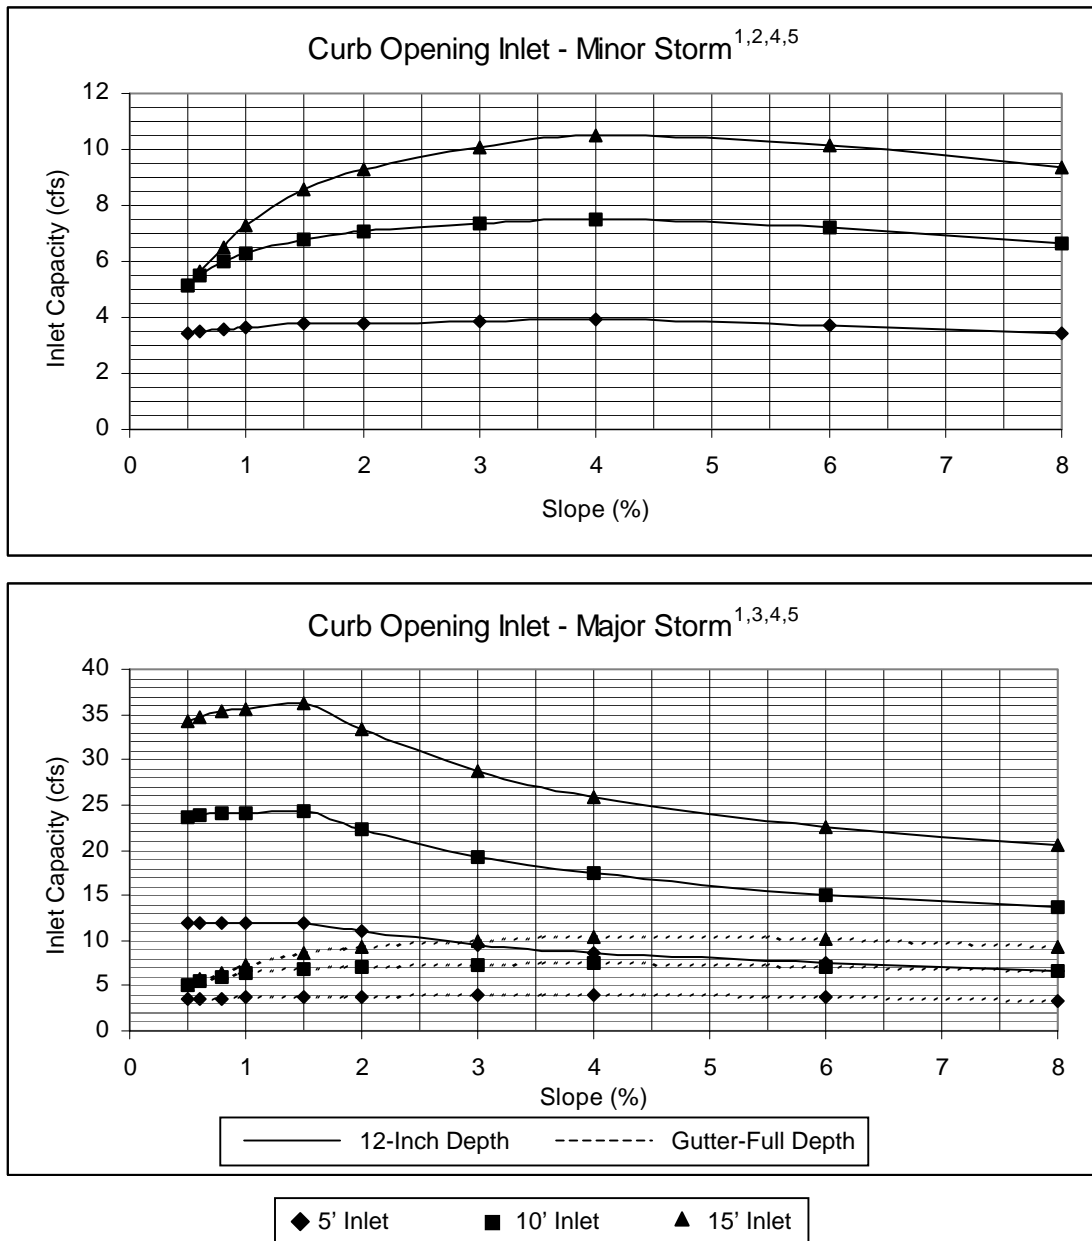 Curb Opening Inlet - Minor Storm1,2,4,5
12
10
8
6
4
2
0
Inlet Capacity (cfs)
0 1 2 3 4 5 6 7 8
Slope (%)
Curb Opening Inlet - Major Storm1,3,4,5
40
35
30
25
20
15
10
5
0
Inlet Capacity (cfs)
0 1 2 3 4 5 6 7 8
Slope (%)
12-Inch Depth Gutter-Full Depth
5' Inlet 10' Inlet 15' Inlet